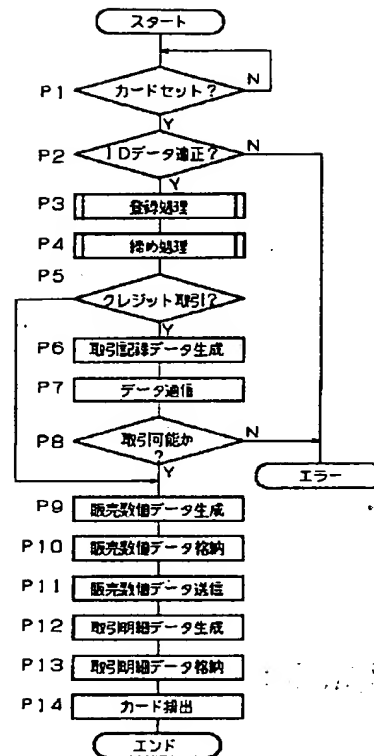 スタート
N
P1 カードセット?
Y
P2 IDデータ適正? N
Y
P3 登録処理
P4 締め処理
P5
クレジット取引?
Y
P6 取引記録データ生成
P7 データ通信
P8 取引可能か? N
Y
エラー
P9 販売数値データ生成
P10 販売数値データ格納
P11 販売数値データ送信
P12 取引明細データ生成
P13 取引明細データ格納
P14 カード排出
エンド